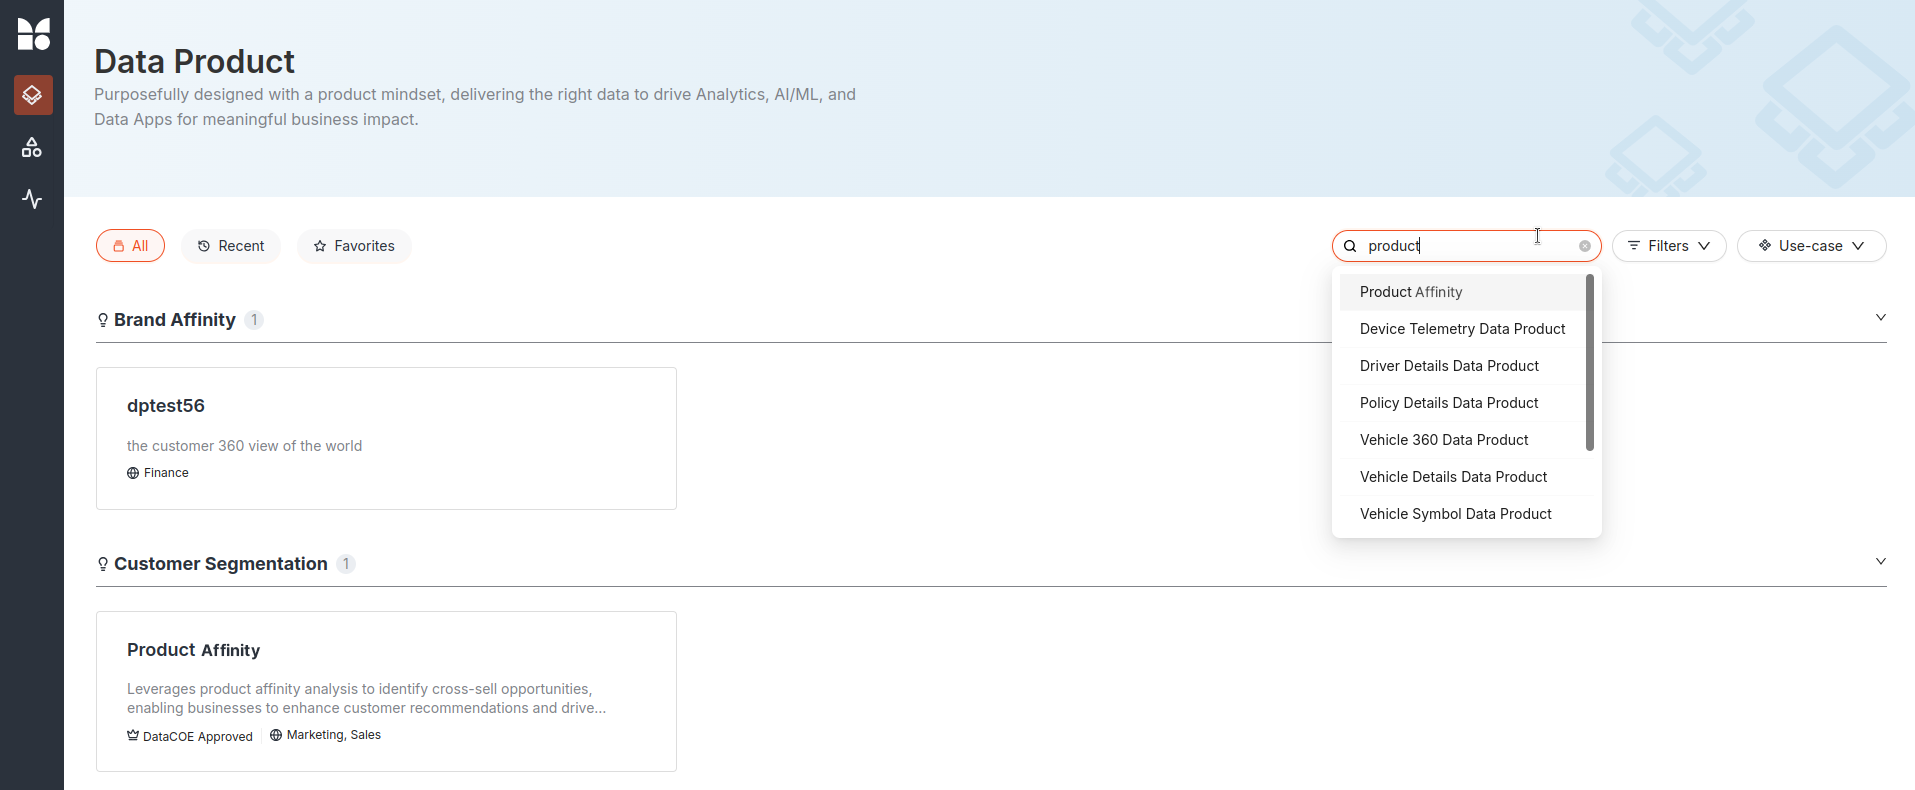 Data Product
Purposefully designed with a product mindset, delivering the right data to drive Analytics, AI/ML, and
Data Apps for meaningful business impact.
All
Recent
Favorites
product
Filters
Use-case
Product Affinity
Device Telemetry Data Product
Driver Details Data Product
Policy Details Data Product
Vehicle 360 Data Product
Vehicle Details Data Product
Vehicle Symbol Data Product
Brand Affinity 1
dptest56
the customer 360 view of the world
Finance
Customer Segmentation 1
Product Affinity
Leverages product affinity analysis to identify cross-sell opportunities,
enabling businesses to enhance customer recommendations and drive...
DataCOE Approved
Marketing, Sales